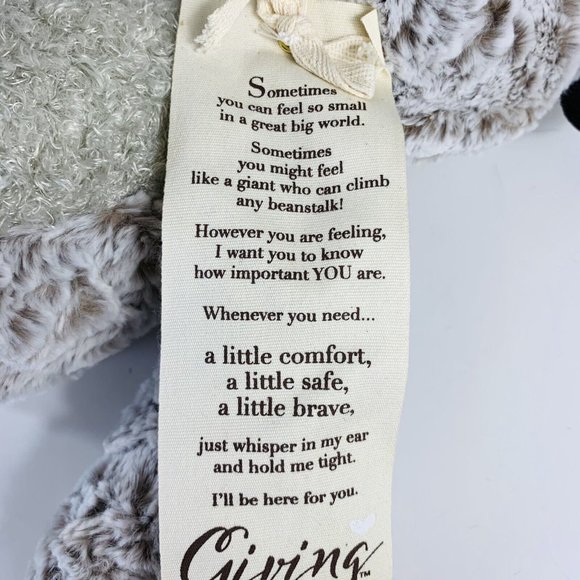 Sometimes
you can feel so small
in a great big world.
Sometimes
you might feel
like a giant who can climb
any beanstalk!
However you are feeling,
I want you to know
how important YOU are.
Whenever you need...
a little comfort,
a little safe,
a little brave,
just whisper in my ear
and hold me tight.
I'll be here for you.
Giving™